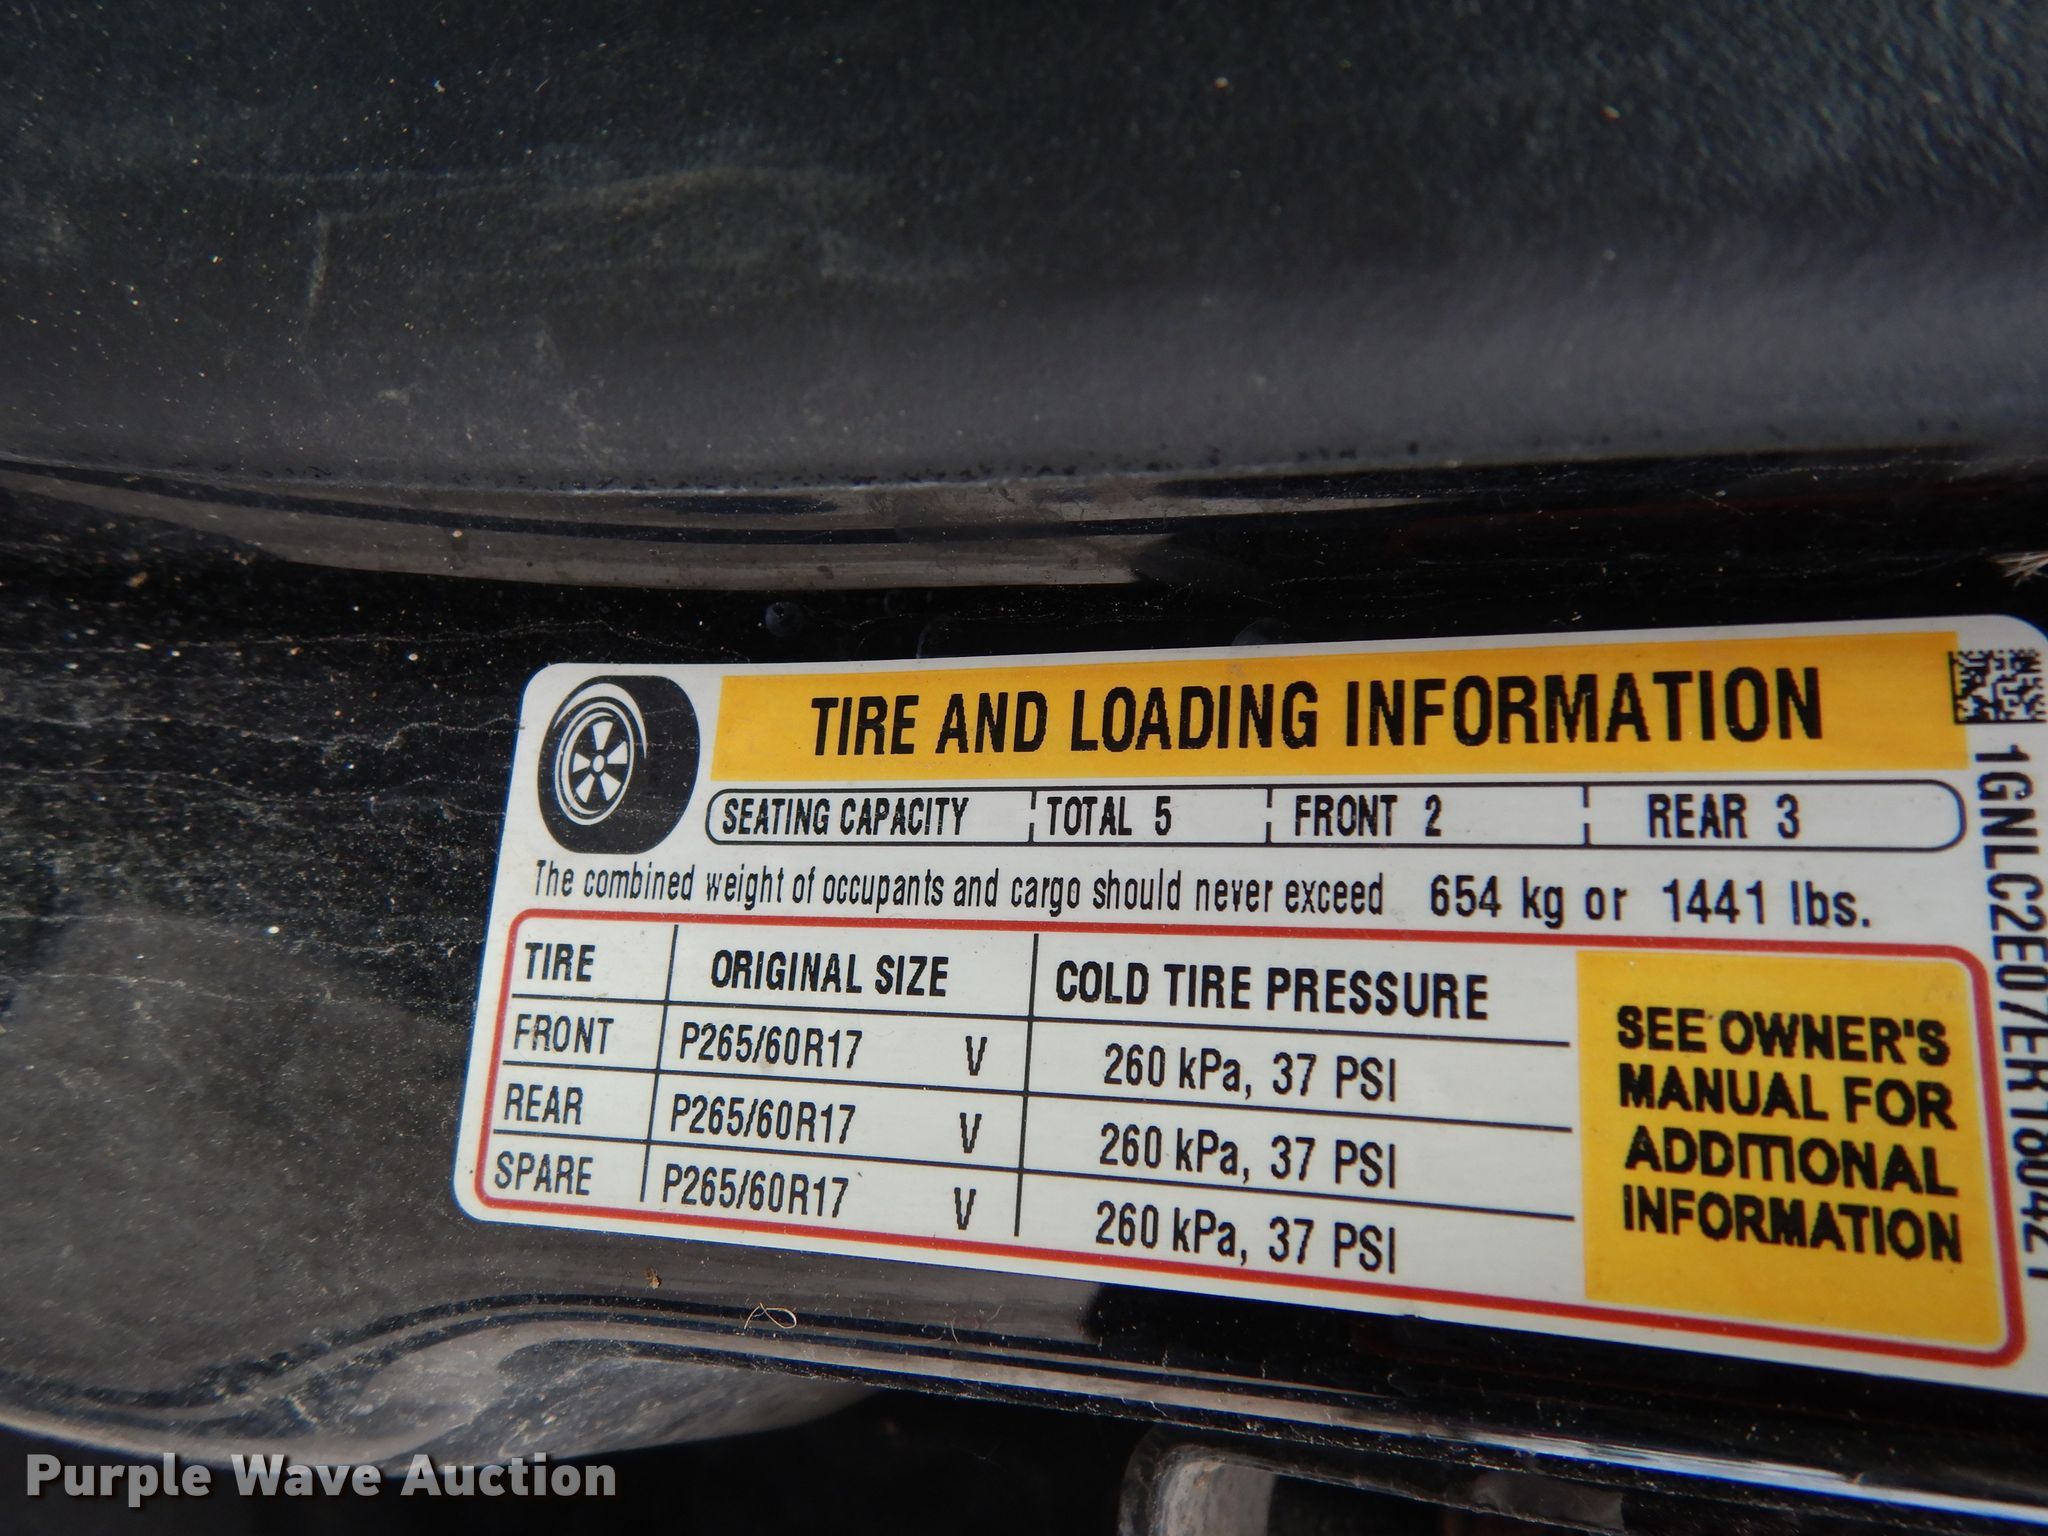 TIRE AND LOADING INFORMATION
SEATING CAPACITY TOTAL 5 FRONT 2 REAR 3
The combined weight of occupants and cargo should never exceed 654 kg or 1441 lbs.
TIRE ORIGINAL SIZE COLD TIRE PRESSURE
FRONT P265/60R17 V 260 kPa, 37 PSI
REAR P265/60R17 V 260 kPa, 37 PSI
SPARE P265/60R17 V 260 kPa, 37 PSI
SEE OWNER'S
MANUAL FOR
ADDITIONAL
INFORMATION
1GNLC2E07ER180421
Purple Wave Auction